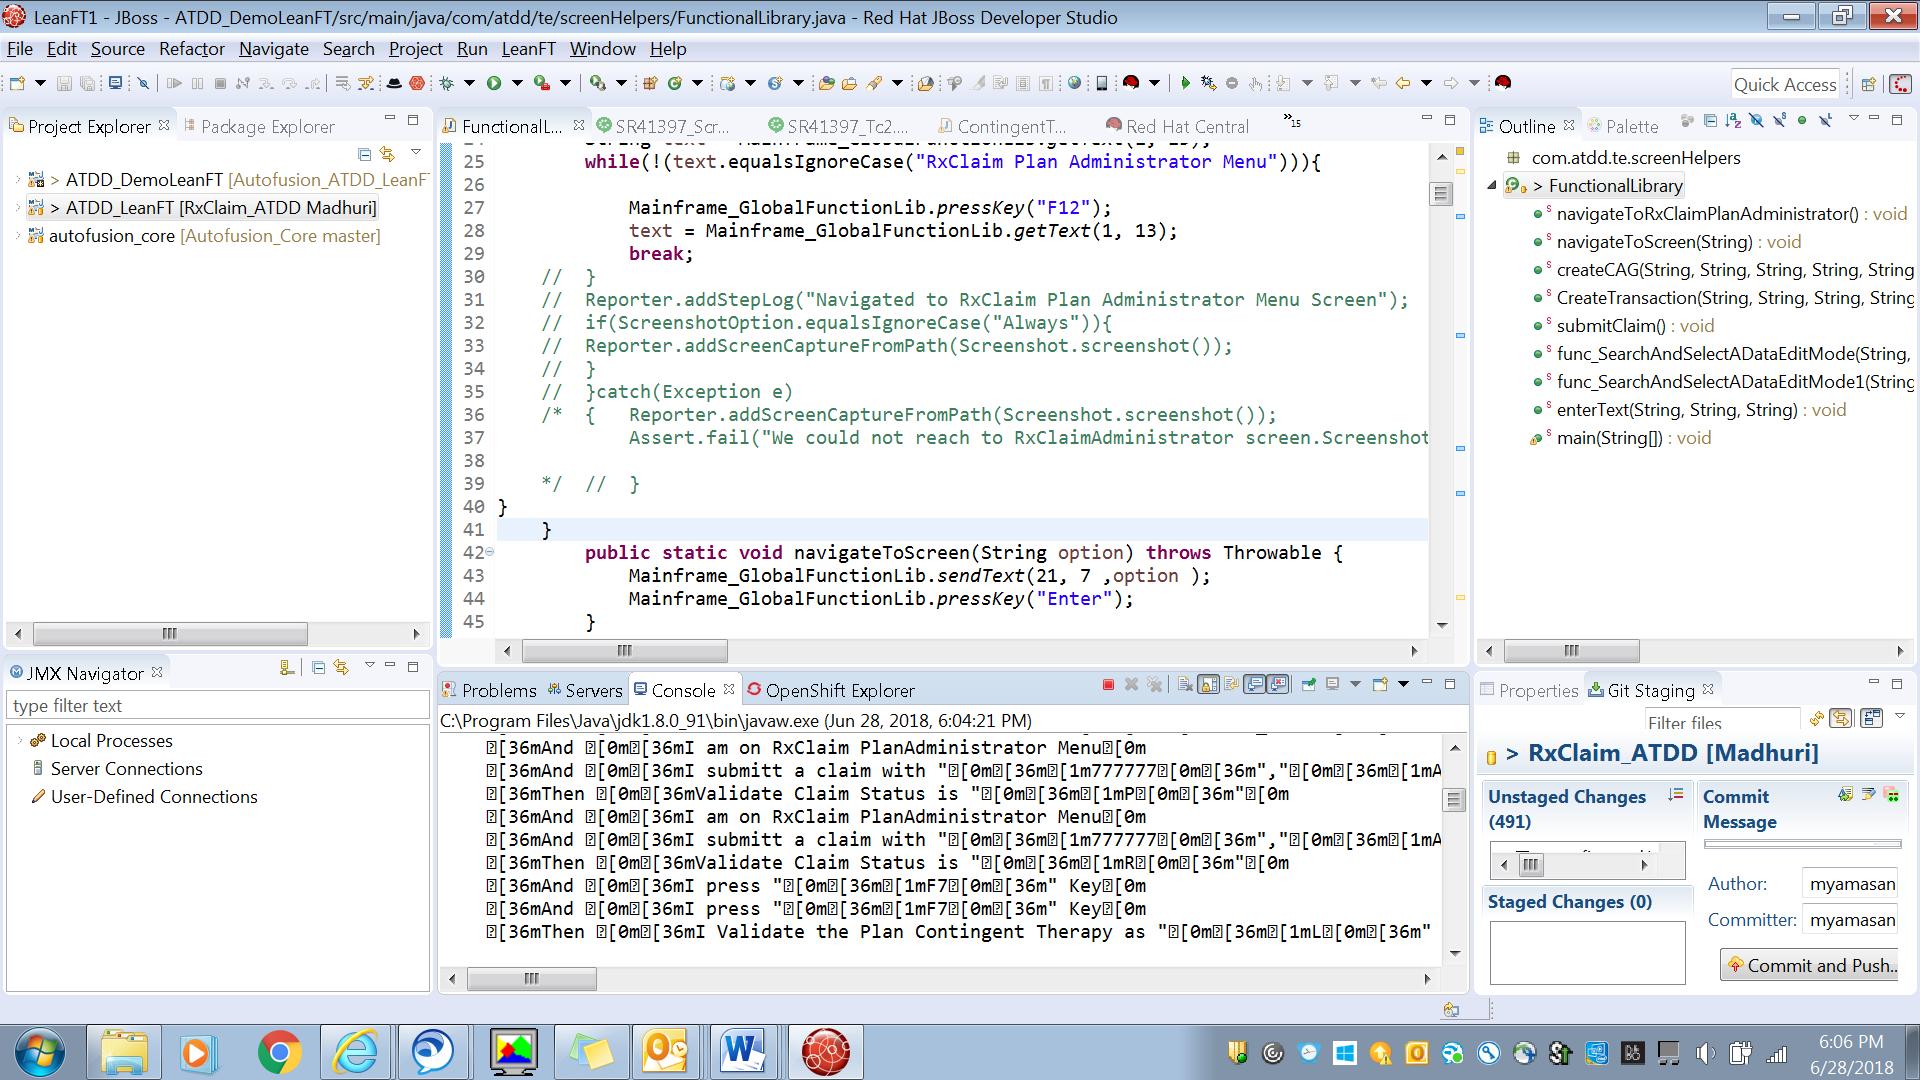 LeanFT1 - JBoss - ATDD_DemoLeanFT/src/main/java/com/atdd/te/screenHelpers/FunctionalLibrary.java - Red Hat JBoss Developer Studio
File Edit Source Refactor Navigate Search Project Run LeanFT Window Help
Quick Access
Project Explorer
Package Explorer
> ATDD_DemoLeanFT [Autofusion_ATDD_LeanF
> ATDD_LeanFT [RxClaim_ATDD Madhuri]
autofusion_core [Autofusion_Core master]
JMX Navigator
type filter text
Local Processes
Server Connections
User-Defined Connections
FunctionalL...
SR41397_Scr...
SR41397_Tc2....
ContingentT...
Red Hat Central
»15
25 while(!(text.equalsIgnoreCase("RxClaim Plan Administrator Menu"))){
26
27 Mainframe_GlobalFunctionLib.pressKey("F12");
28 text = Mainframe_GlobalFunctionLib.getText(1, 13);
29 break;
30 // }
31 // Reporter.addStepLog("Navigated to RxClaim Plan Administrator Menu Screen");
32 // if(ScreenshotOption.equalsIgnoreCase("Always")){
33 // Reporter.addScreenCaptureFromPath(Screenshot.screenshot());
34 // }
35 // }catch(Exception e)
36 /* { Reporter.addScreenCaptureFromPath(Screenshot.screenshot());
37 Assert.fail("We could not reach to RxClaimAdministrator screen.Screenshot
38
39 */ // }
40 }
41 }
42 public static void navigateToScreen(String option) throws Throwable {
43 Mainframe_GlobalFunctionLib.sendText(21, 7 ,option );
44 Mainframe_GlobalFunctionLib.pressKey("Enter");
45 }
Problems
Servers
Console
OpenShift Explorer
C:\Program Files\Java\jdk1.8.0_91\bin\javaw.exe (Jun 28, 2018, 6:04:21 PM)
[36mAnd [0m[36mI am on RxClaim PlanAdministrator Menu[0m
[36mAnd [0m[36mI submitt a claim with "[0m[36m[1m777777[0m[36m","[0m[36m[1mA
[36mThen [0m[36mValidate Claim Status is "[0m[36m[1mP[0m[36m"[0m
[36mAnd [0m[36mI am on RxClaim PlanAdministrator Menu[0m
[36mAnd [0m[36mI submitt a claim with "[0m[36m[1m777777[0m[36m","[0m[36m[1mA
[36mThen [0m[36mValidate Claim Status is "[0m[36m[1mR[0m[36m"[0m
[36mAnd [0m[36mI press "[0m[36m[1mF7[0m[36m" Key[0m
[36mAnd [0m[36mI press "[0m[36m[1mF7[0m[36m" Key[0m
[36mThen [0m[36mI Validate the Plan Contingent Therapy as "[0m[36m[1mL[0m[36m"
Outline
Palette
com.atdd.te.screenHelpers
> FunctionalLibrary
navigateToRxClaimPlanAdministrator() : void
navigateToScreen(String) : void
createCAG(String, String, String, String, String
CreateTransaction(String, String, String, String
submitClaim() : void
func_SearchAndSelectADataEditMode(String,
func_SearchAndSelectADataEditMode1(String
enterText(String, String, String) : void
main(String[]) : void
Properties
Git Staging
Filter files
> RxClaim_ATDD [Madhuri]
Unstaged Changes (491)
Staged Changes (0)
Commit Message
Author: myamasan
Committer: myamasan
Commit and Push..
6:06 PM
6/28/2018